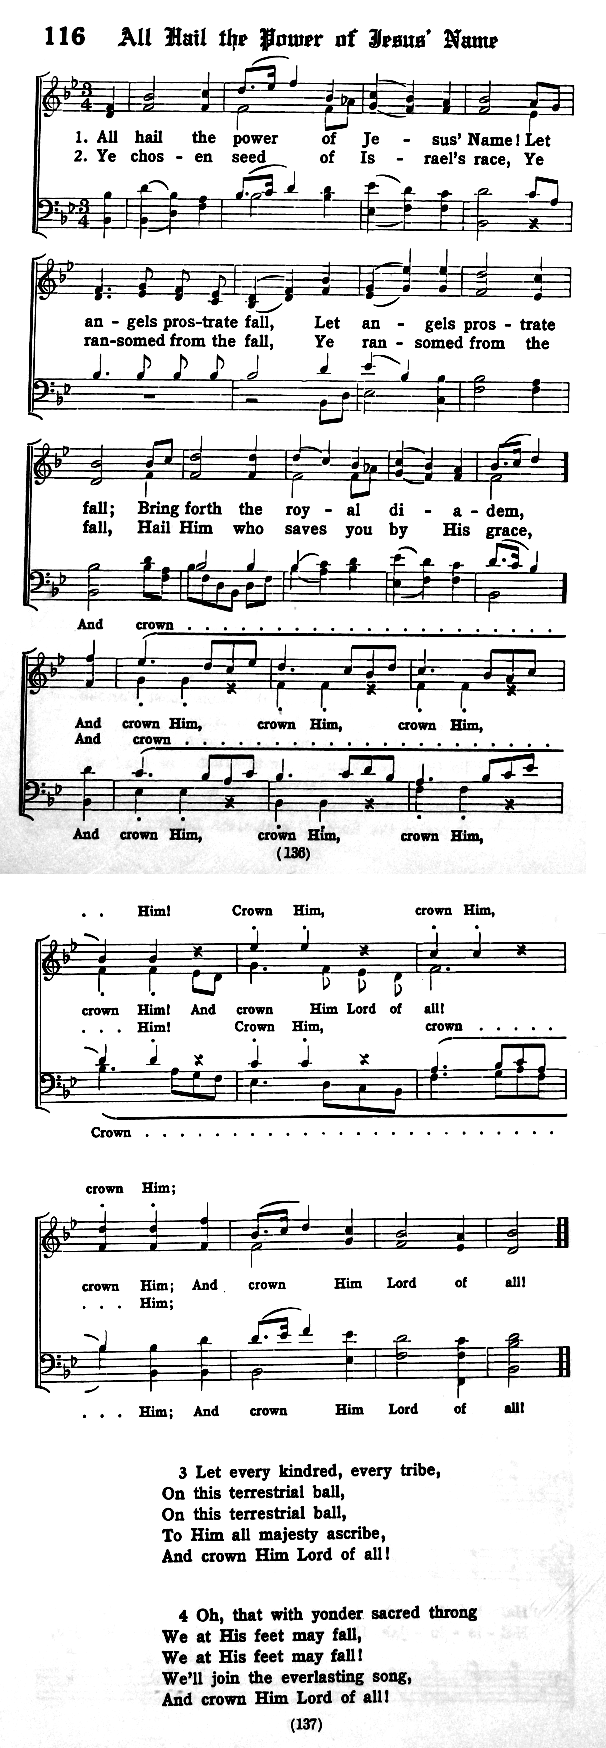 116 All Hail the Power of Jesus' Name
1. All hail the power of Je - sus' Name! Let
2. Ye chos - en seed of Is - rael's race, Ye
an - gels pros-trate fall, Let an - gels pros - trate
ran-somed from the fall, Ye ran - somed from the
fall; Bring forth the roy - al di - a - dem,
fall, Hail Him who saves you by His grace,
And crown . . . . . . . . . . . . . . . . . . . .
And crown Him, crown Him, crown Him,
And crown . . . . . . . . . . . . . . . . . . . .
And crown Him, crown Him, crown Him,
(136)
. . Him! Crown Him, crown Him,
crown Him! And crown Him Lord of all!
. . . Him! Crown Him, crown . . . . .
Crown . . . . . . . . . . . . . . . . . . . . . . .
crown Him;
crown Him; And crown Him Lord of all!
. . . Him;
. . . Him; And crown Him Lord of all!
3 Let every kindred, every tribe,
On this terrestrial ball,
On this terrestrial ball,
To Him all majesty ascribe,
And crown Him Lord of all!
4 Oh, that with yonder sacred throng
We at His feet may fall,
We at His feet may fall!
We'll join the everlasting song,
And crown Him Lord of all!
(137)